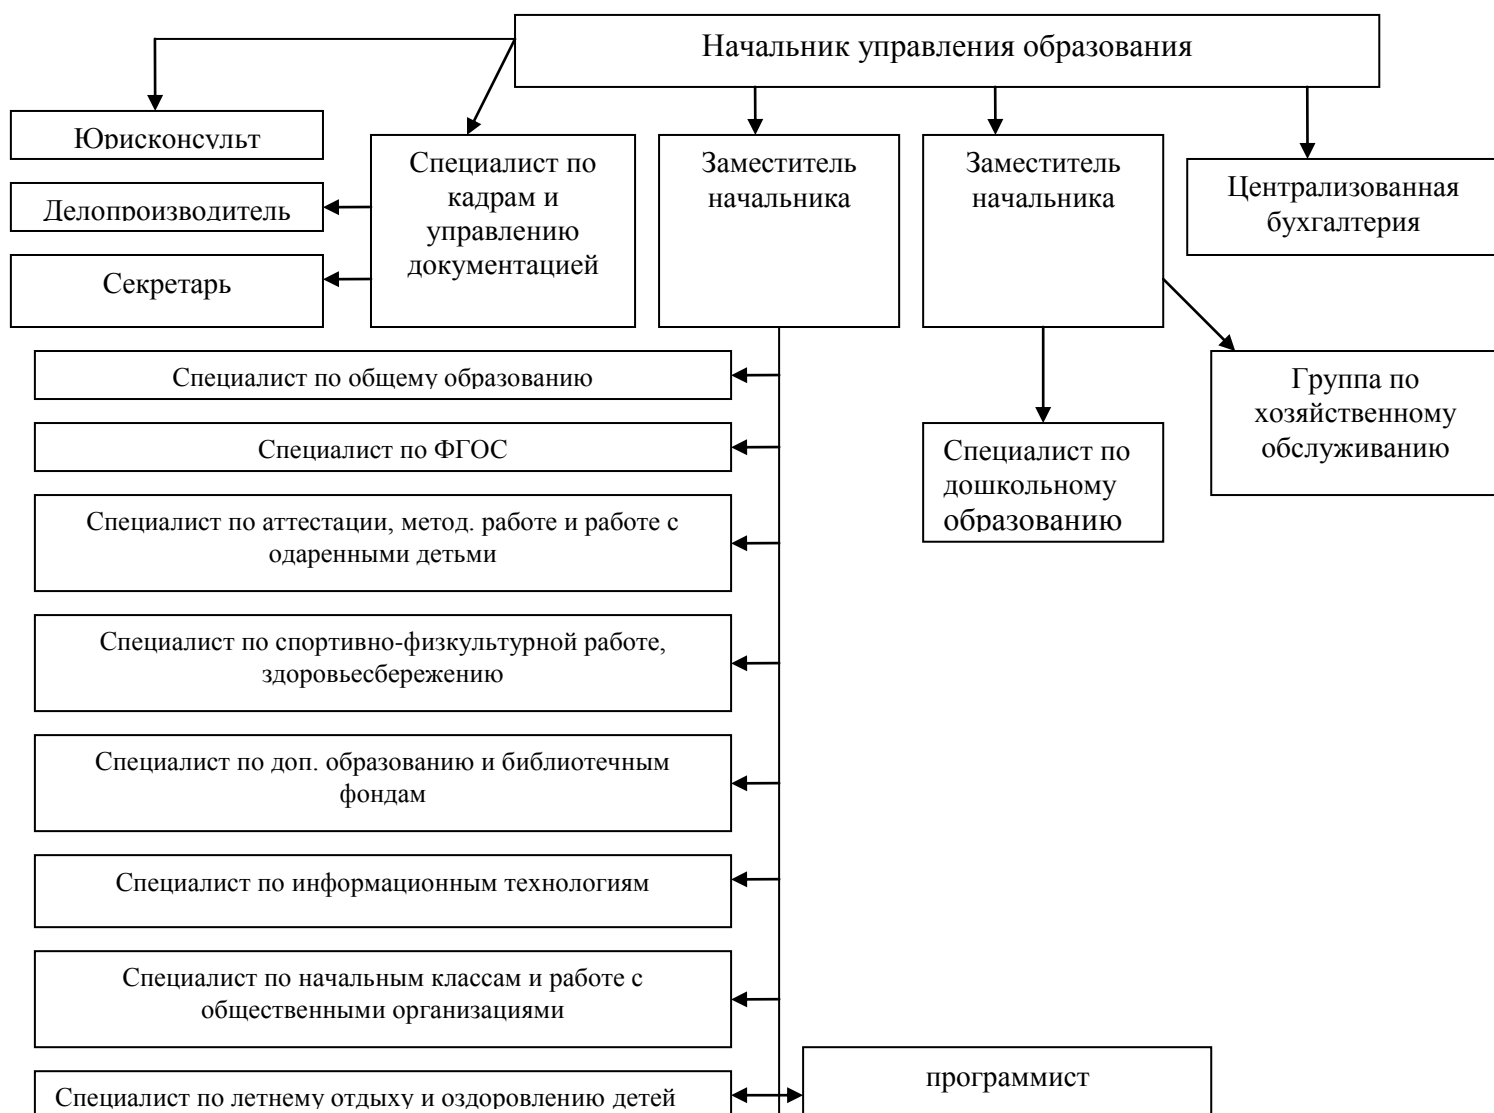 Начальник управления образования
Юрисконсульт
Делопроизводитель
Секретарь
Специалист по
кадрам и
управлению
документацией
Заместитель
начальника
Заместитель
начальника
Централизованная
бухгалтерия
Специалист по общему образованию
Специалист по ФГОС
Специалист по аттестации, метод. работе и работе с
одаренными детьми
Специалист по спортивно-физкультурной работе,
здоровьесбережению
Специалист по доп. образованию и библиотечным
фондам
Специалист по информационным технологиям
Специалист по начальным классам и работе с
общественными организациями
Специалист по летнему отдыху и оздоровлению детей
Специалист по
дошкольному
образованию
Группа по
хозяйственному
обслуживанию
программист